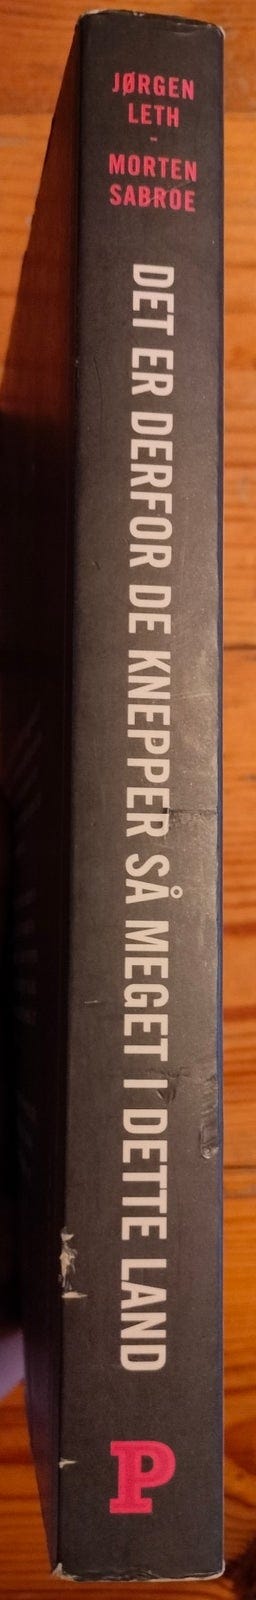 JØRGEN
LETH
-
MORTEN
SABROE
DET ER DERFOR DE KNEPPER SÅ MEGET I DETTE LAND
P